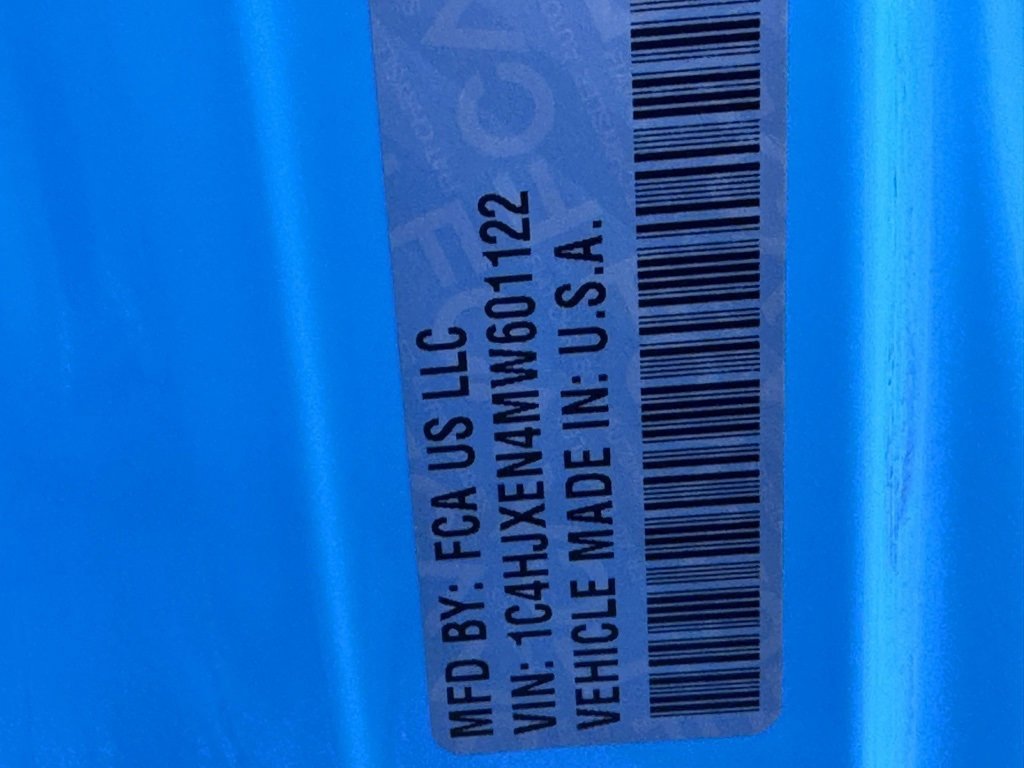 MFD BY: FCA US LLC
VIN: 1C4HJXEN4MW601122
VEHICLE MADE IN: U.S.A.